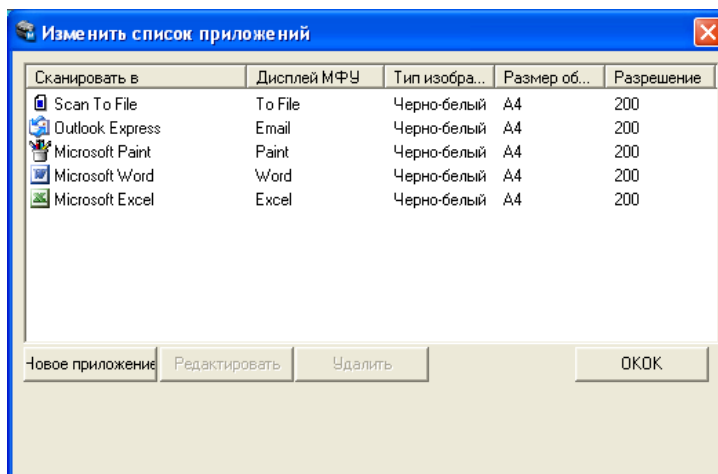 Изменить список приложений
Сканировать в Дисплей МФУ Тип изобра... Размер об... Разрешение
Scan To File To File Черно-белый A4 200
Outlook Express Email Черно-белый A4 200
Microsoft Paint Paint Черно-белый A4 200
Microsoft Word Word Черно-белый A4 200
Microsoft Excel Excel Черно-белый A4 200
Новое приложение Редактировать Удалить OKOK